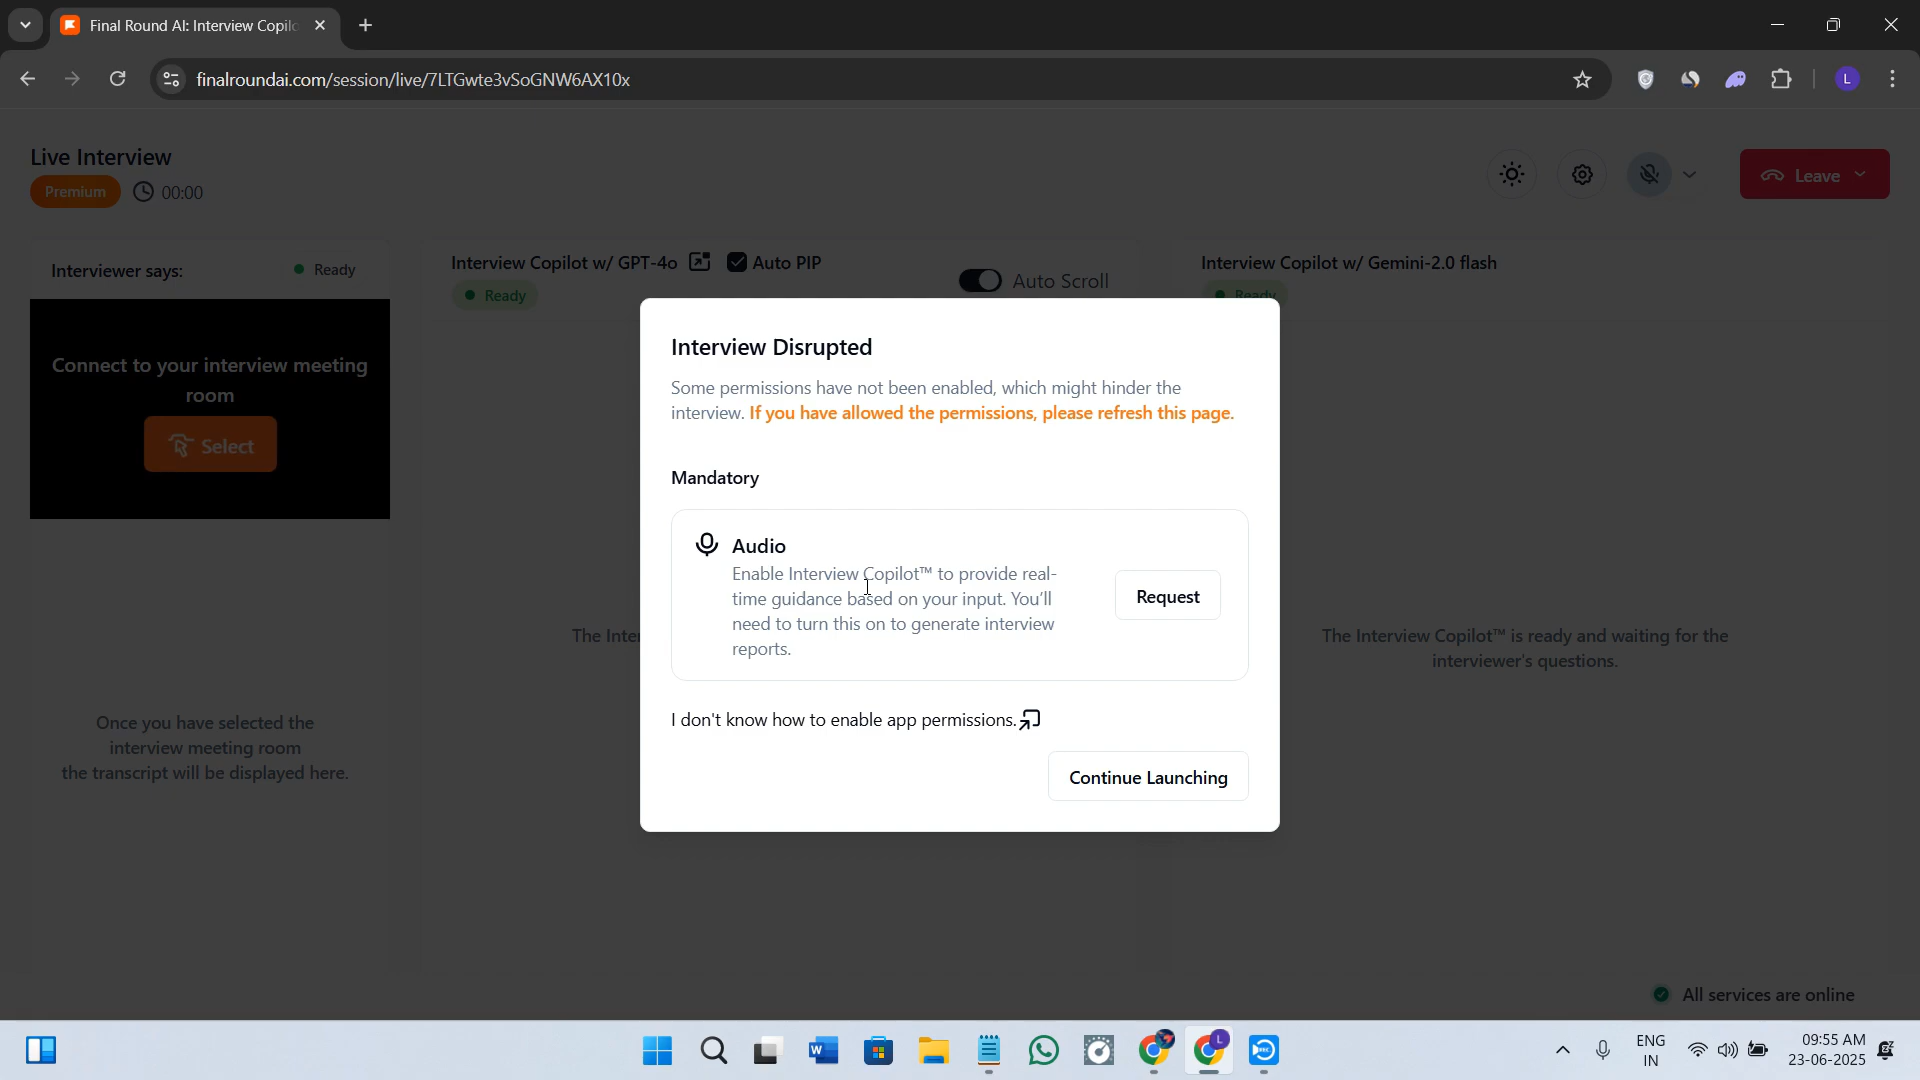 Final Round AI: Interview Copilo
finalroundai.com/session/live/7LTGwte3vSoGNW6AX10x
L
Live Interview
Premium
00:00
Leave
Interviewer says:
Ready
Interview Copilot w/ GPT-4o
Auto PIP
Ready
Auto Scroll
Interview Copilot w/ Gemini-2.0 flash
Ready
Connect to your interview meeting
room
Select
Once you have selected the
interview meeting room
the transcript will be displayed here.
The Inter
The Interview Copilot™ is ready and waiting for the
interviewer's questions.
Interview Disrupted
Some permissions have not been enabled, which might hinder the
interview. If you have allowed the permissions, please refresh this page.
Mandatory
Audio
Enable Interview Copilot™ to provide real-
time guidance based on your input. You'll
need to turn this on to generate interview
reports.
Request
I don't know how to enable app permissions.
Continue Launching
All services are online
L
ENG
IN
09:55 AM
23-06-2025